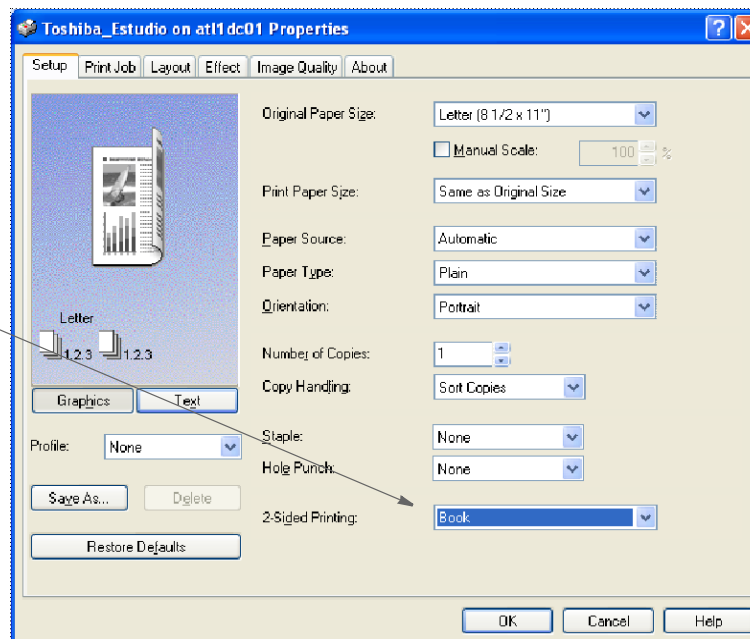 Toshiba_Estudio on atl1dc01 Properties
Setup Print Job Layout Effect Image Quality About
Original Paper Size: Letter (8 1/2 x 11")
Manual Scale: 100 %
Print Paper Size: Same as Original Size
Paper Source: Automatic
Paper Type: Plain
Orientation: Portrait
Letter
1.2.3 1.2.3
Number of Copies: 1
Copy Handling: Sort Copies
Graphics Text
Profile: None
Staple: None
Hole Punch: None
Save As... Delete
2-Sided Printing: Book
Restore Defaults
OK Cancel Help